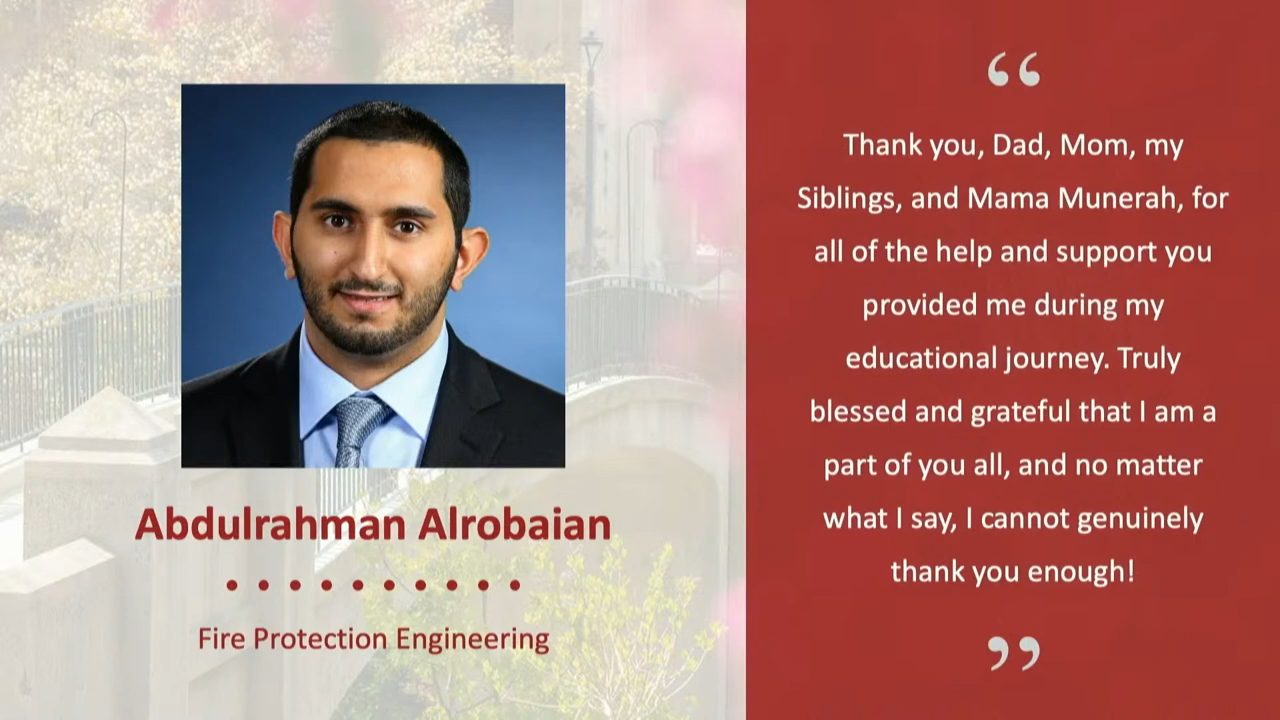 Abdulrahman Alrobaian
Fire Protection Engineering
“
Thank you, Dad, Mom, my
Siblings, and Mama Munerah, for
all of the help and support you
provided me during my
educational journey. Truly
blessed and grateful that I am a
part of you all, and no matter
what I say, I cannot genuinely
thank you enough!
”